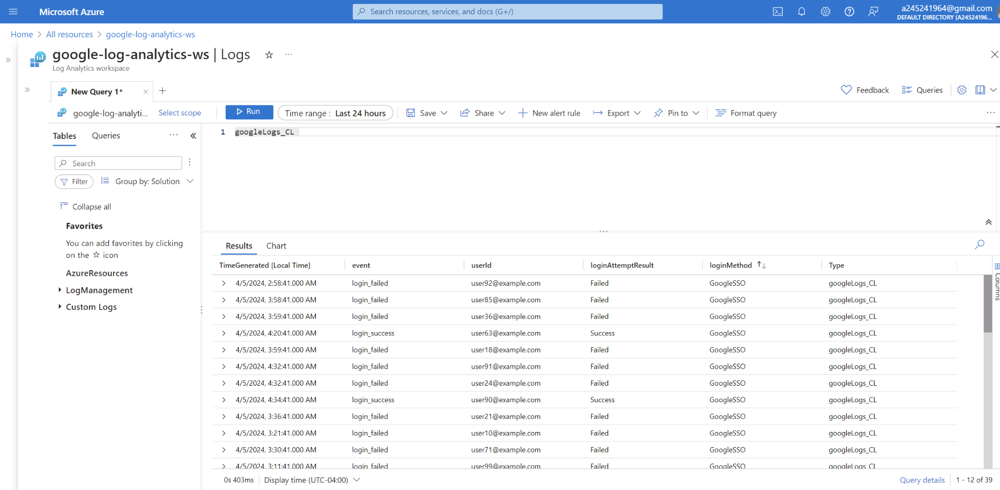 Microsoft Azure
Search resources, services, and docs (G+/)
a245241964@gmail.com
DEFAULT DIRECTORY (A24524196...
Home > All resources > google-log-analytics-ws
google-log-analytics-ws | Logs
Log Analytics workspace
New Query 1*
Feedback
Queries
google-log-analyti...
Select scope
Run
Time range : Last 24 hours
Save
Share
New alert rule
Export
Pin to
Format query
Tables
Queries
1 googleLogs_CL
Search
Filter
Group by: Solution
Collapse all
Favorites
You can add favorites by clicking
on the ☆ icon
AzureResources
LogManagement
Custom Logs
Results
Chart
TimeGenerated [Local Time] event userId loginAttemptResult loginMethod Type
4/5/2024, 2:58:41.000 AM login_failed user92@example.com Failed GoogleSSO googleLogs_CL
4/5/2024, 3:58:41.000 AM login_failed user85@example.com Failed GoogleSSO googleLogs_CL
4/5/2024, 3:59:41.000 AM login_failed user36@example.com Failed GoogleSSO googleLogs_CL
4/5/2024, 4:20:41.000 AM login_success user63@example.com Success GoogleSSO googleLogs_CL
4/5/2024, 3:59:41.000 AM login_failed user18@example.com Failed GoogleSSO googleLogs_CL
4/5/2024, 4:32:41.000 AM login_failed user91@example.com Failed GoogleSSO googleLogs_CL
4/5/2024, 4:32:41.000 AM login_failed user24@example.com Failed GoogleSSO googleLogs_CL
4/5/2024, 4:34:41.000 AM login_success user90@example.com Success GoogleSSO googleLogs_CL
4/5/2024, 3:36:41.000 AM login_failed user21@example.com Failed GoogleSSO googleLogs_CL
4/5/2024, 3:21:41.000 AM login_failed user10@example.com Failed GoogleSSO googleLogs_CL
4/5/2024, 3:30:41.000 AM login_failed user71@example.com Failed GoogleSSO googleLogs_CL
4/5/2024, 3:11:41.000 AM login_failed user99@example.com Failed GoogleSSO googleLogs_CL
Columns
0s 403ms
Display time (UTC-04:00)
Query details
1 - 12 of 39